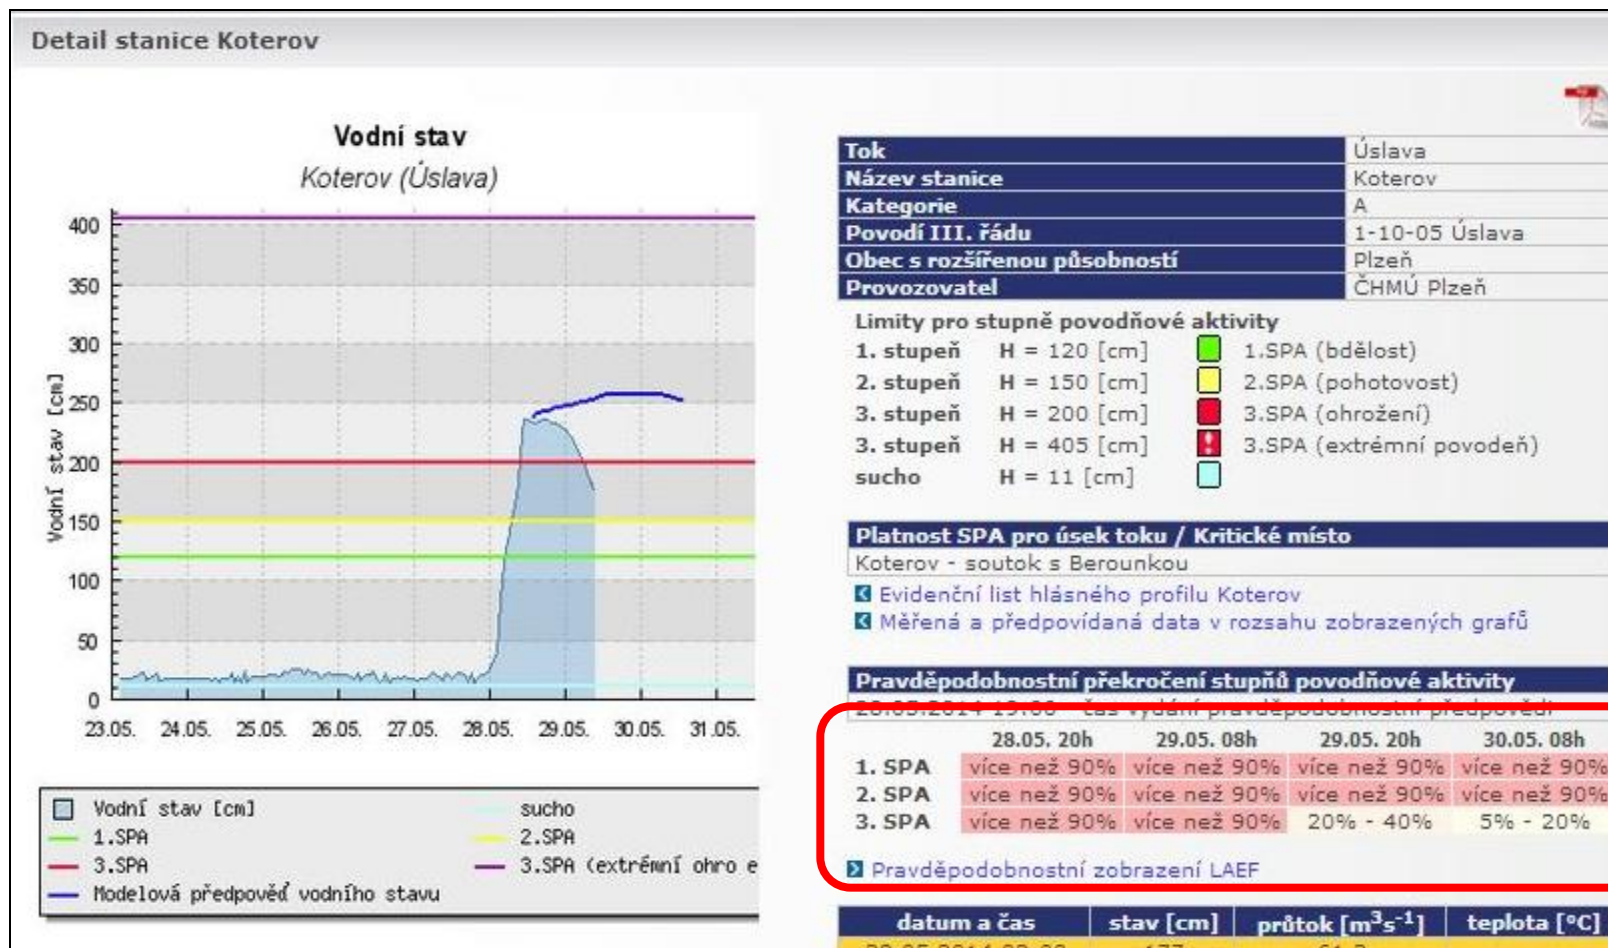 Detail stanice Koterov
Vodní stav
Koterov (Úslava)
Vodní stav [cm]
400
350
300
250
200
150
100
50
0
23.05. 24.05. 25.05. 26.05. 27.05. 28.05. 29.05. 30.05. 31.05.
Vodní stav [cm] sucho
1.SPA 2.SPA
3.SPA 3.SPA (extrémní ohro e
Modelová předpověď vodního stavu
Tok Úslava
Název stanice Koterov
Kategorie A
Povodí III. řádu 1-10-05 Úslava
Obec s rozšířenou působností Plzeň
Provozovatel ČHMÚ Plzeň
Limity pro stupně povodňové aktivity
1. stupeň H = 120 [cm] 1.SPA (bdělost)
2. stupeň H = 150 [cm] 2.SPA (pohotovost)
3. stupeň H = 200 [cm] 3.SPA (ohrožení)
3. stupeň H = 405 [cm] 3.SPA (extrémní povodeň)
sucho H = 11 [cm]
Platnost SPA pro úsek toku / Kritické místo
Koterov - soutok s Berounkou
Evidenční list hlásného profilu Koterov
Měřená a předpovídaná data v rozsahu zobrazených grafů
Pravděpodobnostní překročení stupňů povodňové aktivity
28.05.2014 19:00 - čas vydání pravděpodobnostní předpovědi
28.05. 20h 29.05. 08h 29.05. 20h 30.05. 08h
1. SPA více než 90% více než 90% více než 90% více než 90%
2. SPA více než 90% více než 90% více než 90% více než 90%
3. SPA více než 90% více než 90% 20% - 40% 5% - 20%
Pravděpodobnostní zobrazení LAEF
datum a čas stav [cm] průtok [m³s⁻¹] teplota [°C]